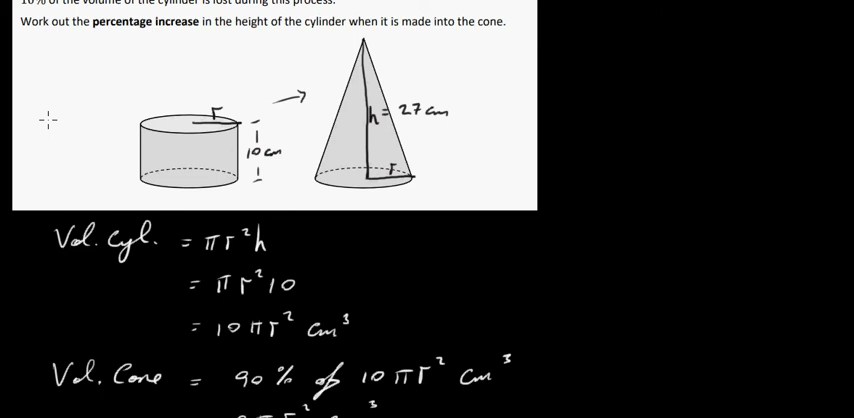 10% of the volume of the cylinder is lost during this process.
Work out the percentage increase in the height of the cylinder when it is made into the cone.
r
10 cm
h = 27 cm
r
Vol. Cyl. = πr²h
= πr²10
= 10πr² cm³
Vol. Cone = 90% of 10πr² cm³